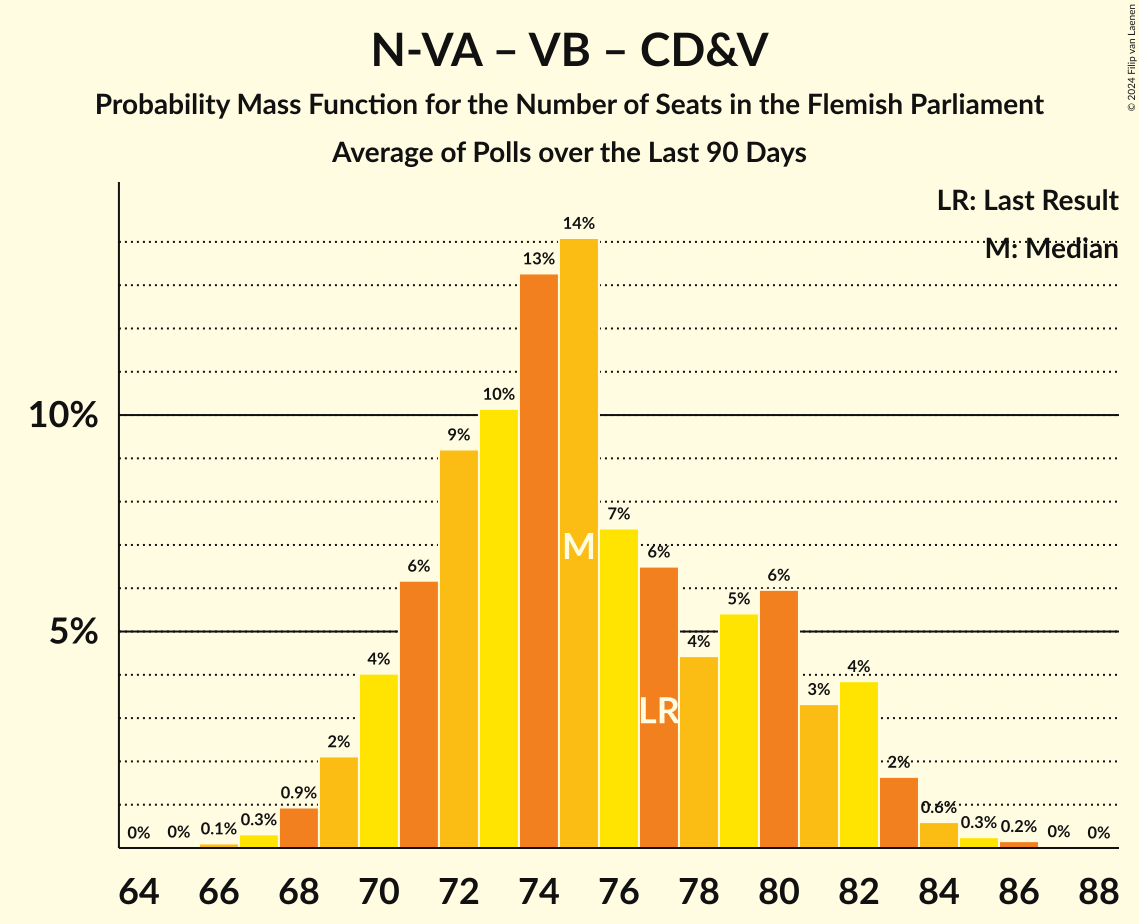 N-VA – VB – CD&V
Probability Mass Function for the Number of Seats in the Flemish Parliament
Average of Polls over the Last 90 Days
© 2024 Filip van Laenen
LR: Last Result
M: Median
14%
13%
10%
10%
9%
7%
M
6%
6%
6%
5%
5%
4%
4%
4%
3%
LR
2%
2%
0.9%
0.6%
0% 0% 0.1% 0.3%
0.3% 0.2% 0% 0%
64 66 68 70 72 74 76 78 80 82 84 86 88